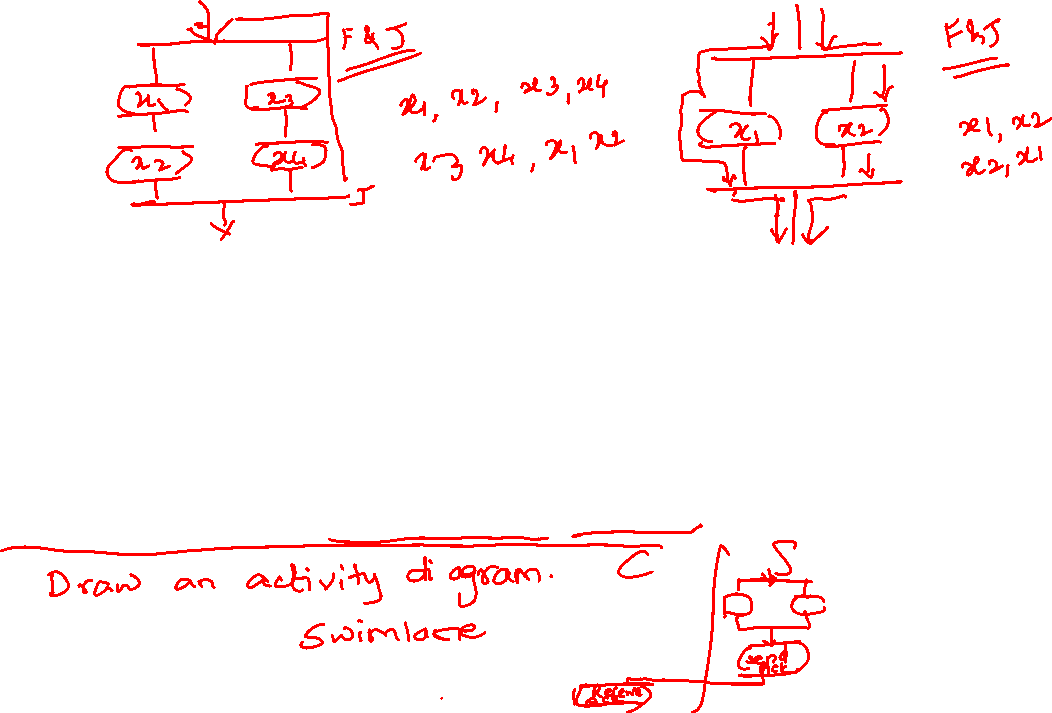 F & J
x1
x3
x2
x4
J
x1, x2, x3, x4
x3 x4, x1 x2
F & J
x1
x2
x1, x2
x2, x1
Draw an activity diagram.
Swimlane
C
S
send
Receive